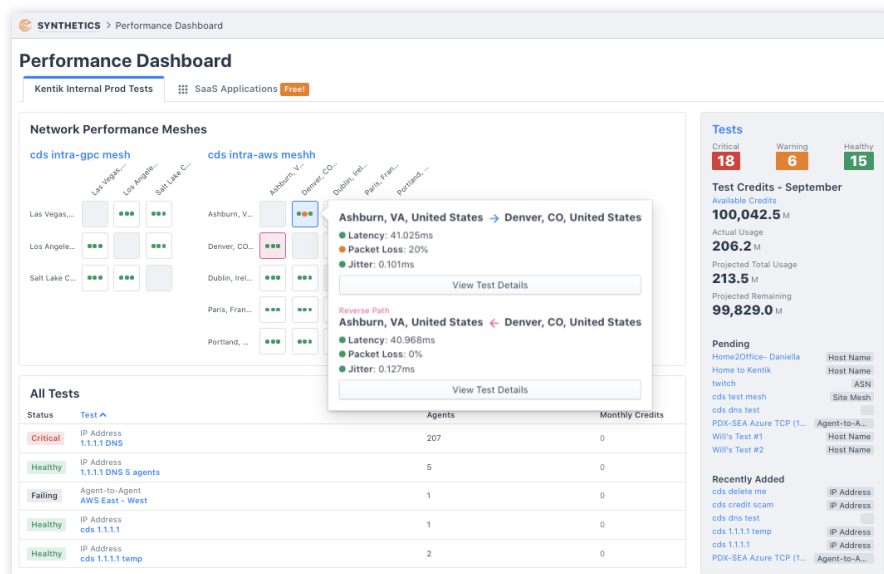 SYNTHETICS > Performance Dashboard
Performance Dashboard
Kentik Internal Prod Tests
SaaS Applications Free!
Network Performance Meshes
cds intra-gpc mesh
cds intra-aws meshh
Las Vegas,...
Los Angele...
Salt Lake C...
Ashburn, V...
Denver, CO...
Dublin, Irel...
Paris, Fran...
Portland, ...
Las Vegas,...
Los Angele...
Salt Lake C...
Ashburn, V...
Denver, CO...
Dublin, Irel...
Paris, Fran...
Portland, ...
Ashburn, VA, United States → Denver, CO, United States
Latency: 41.025ms
Packet Loss: 20%
Jitter: 0.101ms
View Test Details
Reverse Path
Ashburn, VA, United States ← Denver, CO, United States
Latency: 40.968ms
Packet Loss: 0%
Jitter: 0.127ms
View Test Details
All Tests
Status Test Agents Monthly Credits
Critical IP Address
1.1.1.1 DNS 207 0
Healthy IP Address
1.1.1.1 DNS 5 agents 5 0
Failing Agent-to-Agent
AWS East - West 1 0
Healthy IP Address
cds 1.1.1.1 1 0
Healthy IP Address
cds 1.1.1.1 temp 2 0
Tests
Critical Warning Healthy
18 6 15
Test Credits - September
Available Credits
100,042.5 M
Actual Usage
206.2 M
Projected Total Usage
213.5 M
Projected Remaining
99,829.0 M
Pending
Home2Office- Daniella Host Name
Home to Kentik Host Name
twitch ASN
cds test mesh Site Mesh
cds dns test
PDX-SEA Azure TCP (1... Agent-to-A...
Will's Test #1 Host Name
Will's Test #2 Host Name
Recently Added
cds delete me IP Address
cds credit scam IP Address
cds dns test
cds 1.1.1.1 temp IP Address
cds 1.1.1.1 IP Address
PDX-SEA Azure TCP (1... Agent-to-A...